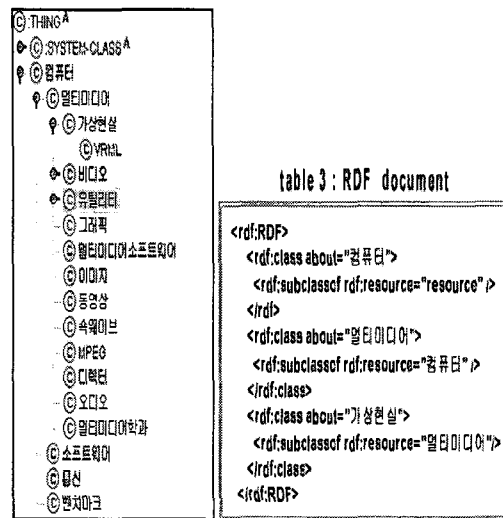 :THING A
:SYSTEM-CLASS A
컴퓨터
멀티미디어
가상현실
VRML
비디오
유틸리티
그래픽
멀티미디어소프트웨어
이미지
동영상
쇽웨이브
MPEG
디렉터
오디오
멀티미디어학과
소프트웨어
통신
벤치마크
table 3 : RDF document
<rdf:RDF>
<rdf:class about="컴퓨터">
<rdf:subclassof rdf:resource="resource" />
</rdf>
<rdf:class about="멀티미디어">
<rdf:subclassof rdf:resource="컴퓨터" />
</rdf:class>
<rdf:class about="가상현실">
<rdf:subclassof rdf:resource="멀티미디어"/>
</rdf:class>
</rdf:RDF>